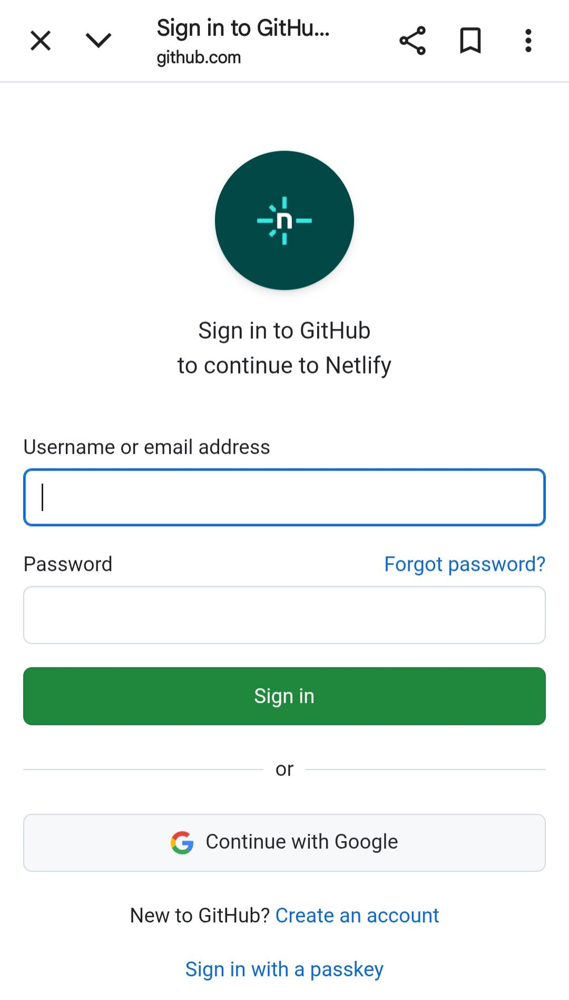 Sign in to GitHu...
github.com
n
Sign in to GitHub
to continue to Netlify
Username or email address
Password
Forgot password?
Sign in
or
Continue with Google
New to GitHub? Create an account
Sign in with a passkey